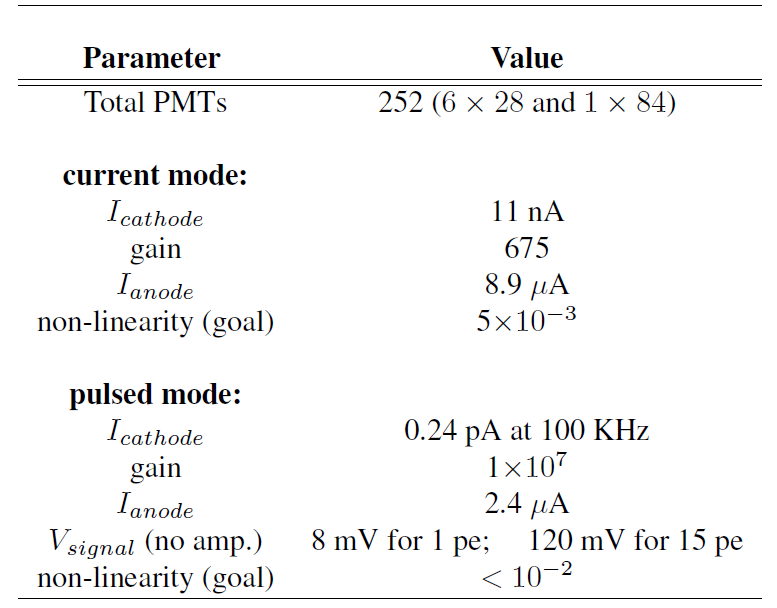 Parameter Value
Total PMTs 252 (6 × 28 and 1 × 84)
current mode:
I_cathode 11 nA
gain 675
I_anode 8.9 μA
non-linearity (goal) 5×10⁻³
pulsed mode:
I_cathode 0.24 pA at 100 KHz
gain 1×10⁷
I_anode 2.4 μA
V_signal (no amp.) 8 mV for 1 pe; 120 mV for 15 pe
non-linearity (goal) < 10⁻²